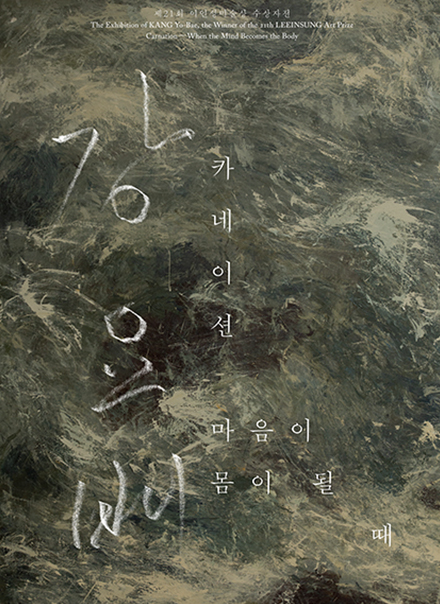 제21회 이인성미술상 수상자전
The Exhibition of KANG Yo-Bae, the Winner of the 21th LEEINSUNG Art Prize
Carnation—When the Mind Becomes the Body
강요배
카네이션
마음이
몸이 될
때